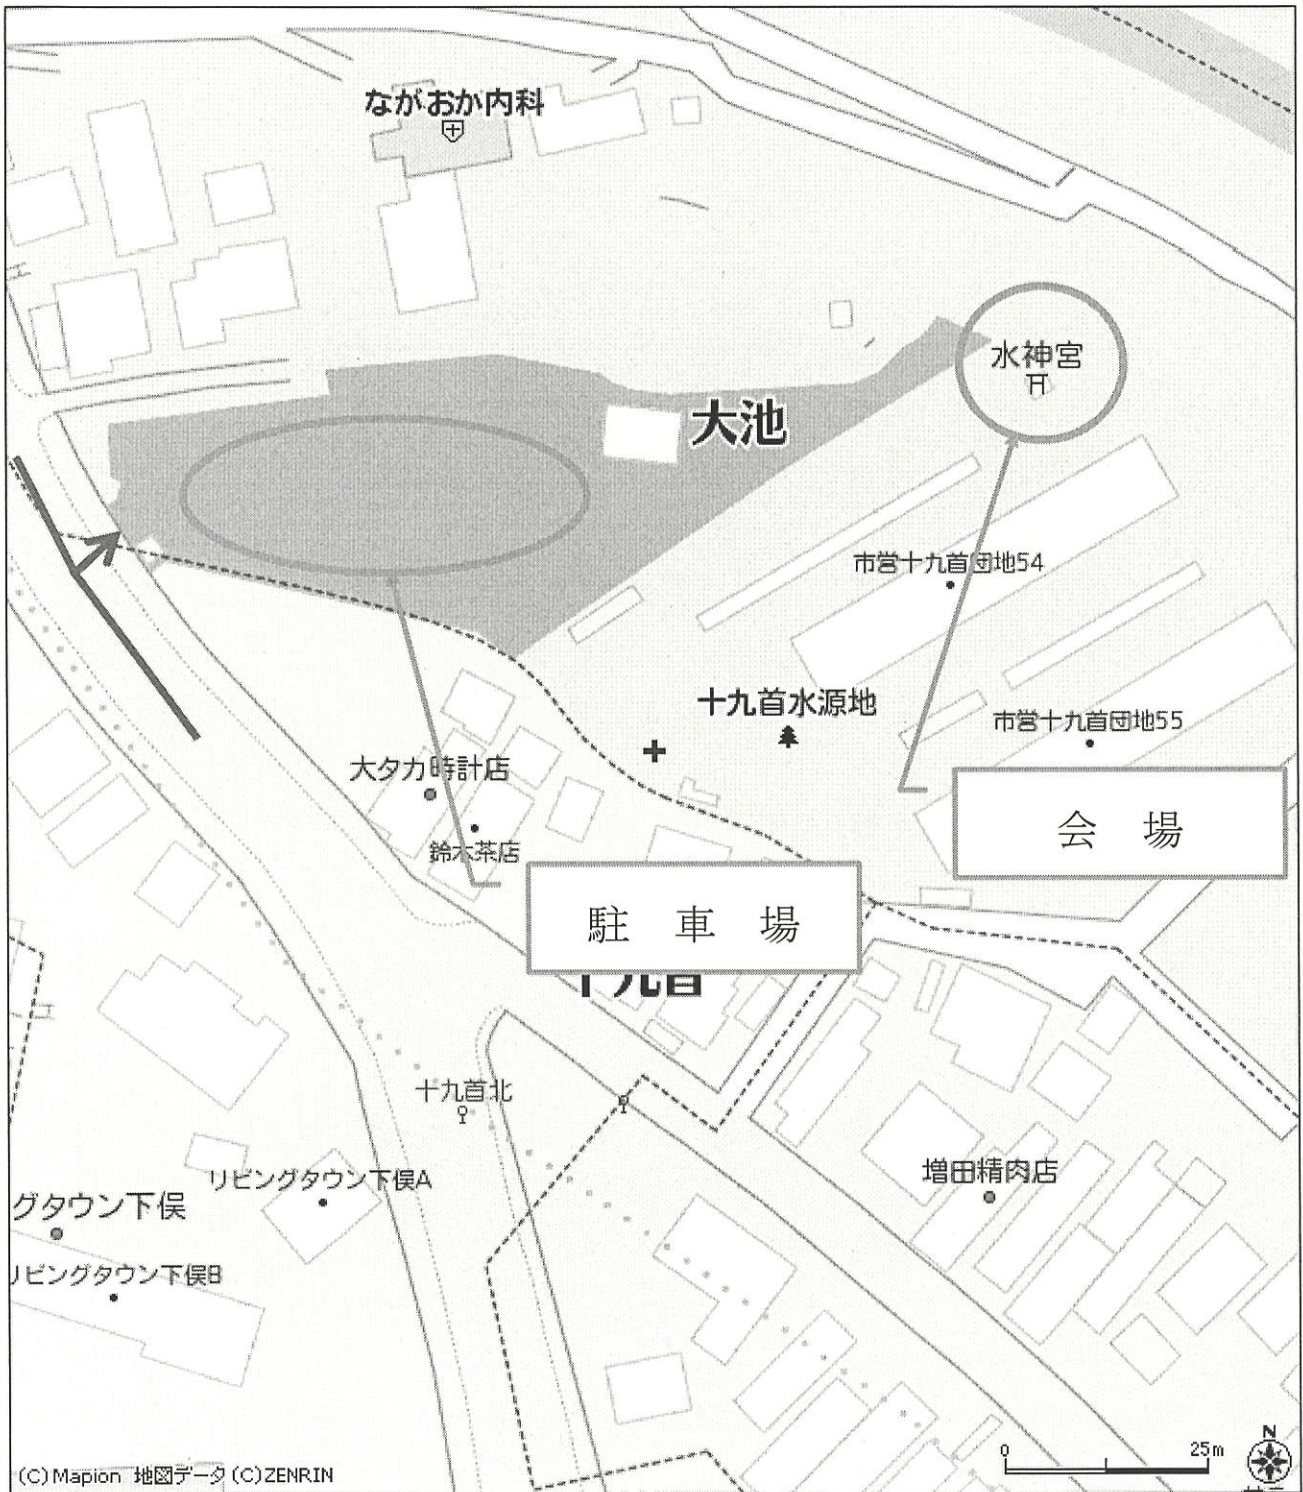 ながおか内科
水神宮
大池
市営十九首団地54
十九首水源地
市営十九首団地55
大タカ時計店
鈴木茶店
会 場
駐 車 場
十九首
十九首北
増田精肉店
リビングタウン下俣A
グタウン下俣
リビングタウン下俣B
0 25m
N
(C)Mapion 地図データ(C)ZENRIN